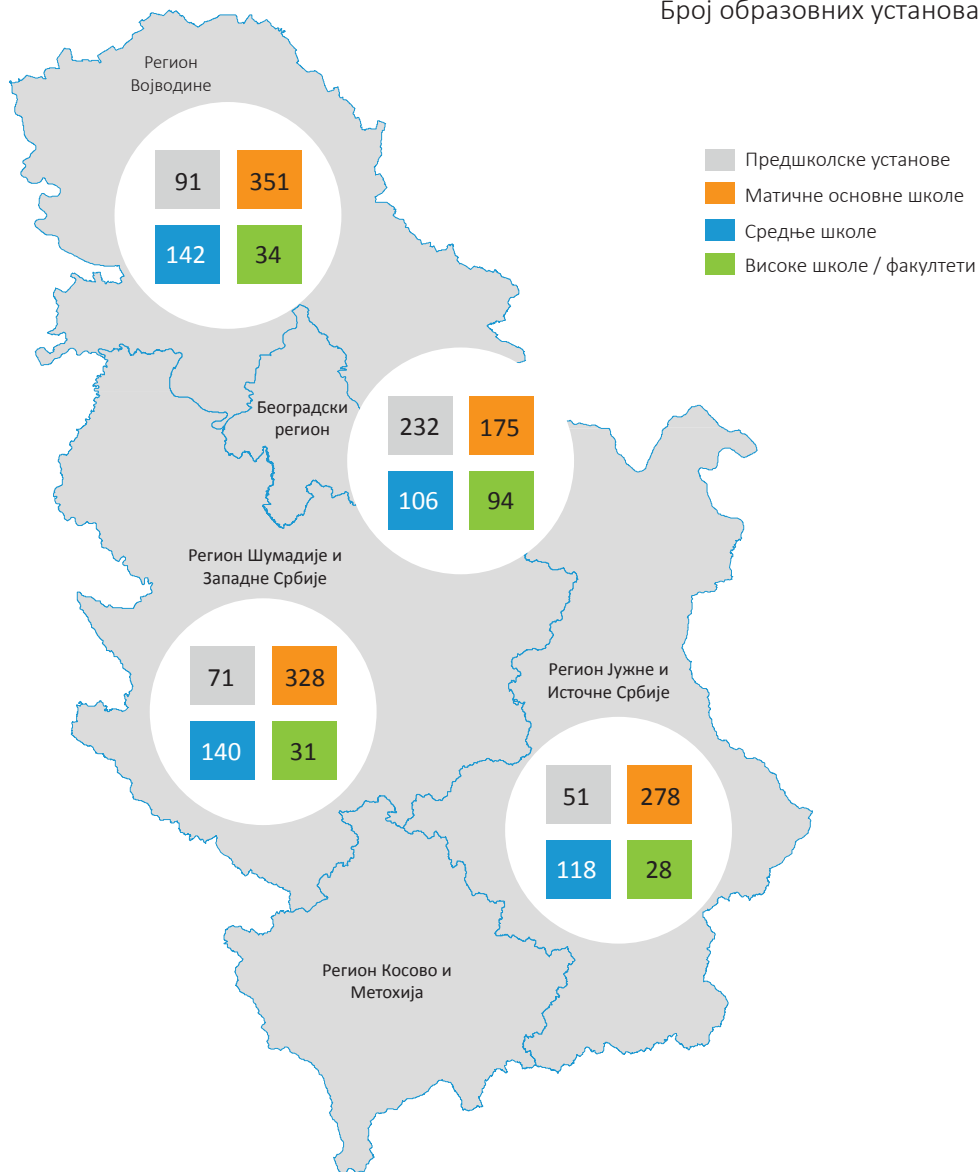 Број образовних установа
Регион
Војводине
91 351
142 34
Предшколске установе
Матичне основне школе
Средње школе
Високе школе / факултети
Београдски
регион
232 175
106 94
Регион Шумадије и
Западне Србије
71 328
140 31
Регион Јужне и
Источне Србије
51 278
118 28
Регион Косово и
Метохија